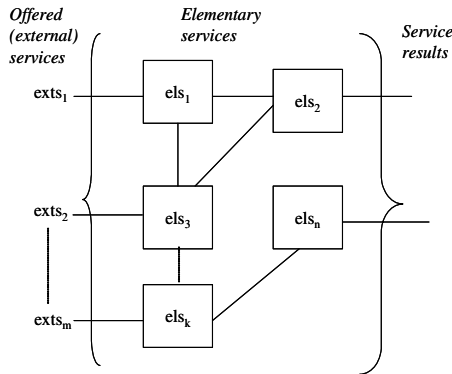 Offered
(external)
services
Elementary
services
Service
results
exts₁
els₁
els₂
exts₂
els₃
elsₙ
extsₘ
elsₖ